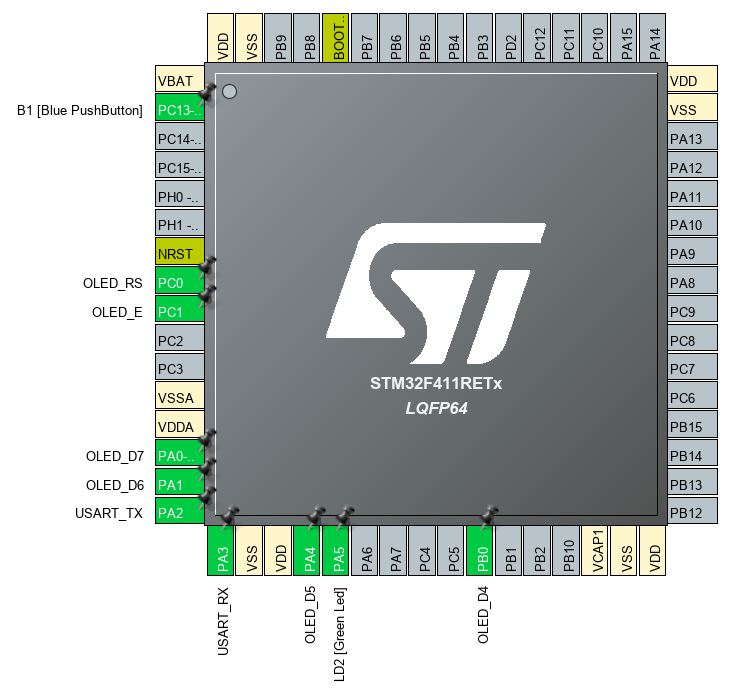 VDD
VSS
PB9
PB8
BOOT..
PB7
PB6
PB5
PB4
PB3
PD2
PC12
PC11
PC10
PA15
PA14
VBAT
B1 [Blue PushButton] PC13-..
PC14-..
PC15-..
PH0 -..
PH1 -..
NRST
OLED_RS PC0
OLED_E PC1
PC2
PC3
VSSA
VDDA
OLED_D7 PA0-..
OLED_D6 PA1
USART_TX PA2
VDD
VSS
PA13
PA12
PA11
PA10
PA9
PA8
PC9
PC8
PC7
PC6
PB15
PB14
PB13
PB12
ST
STM32F411RETx
LQFP64
PA3
VSS
VDD
PA4
PA5
PA6
PA7
PC4
PC5
PB0
PB1
PB2
PB10
VCAP1
VSS
VDD
USART_RX
OLED_D5
LD2 [Green Led]
OLED_D4